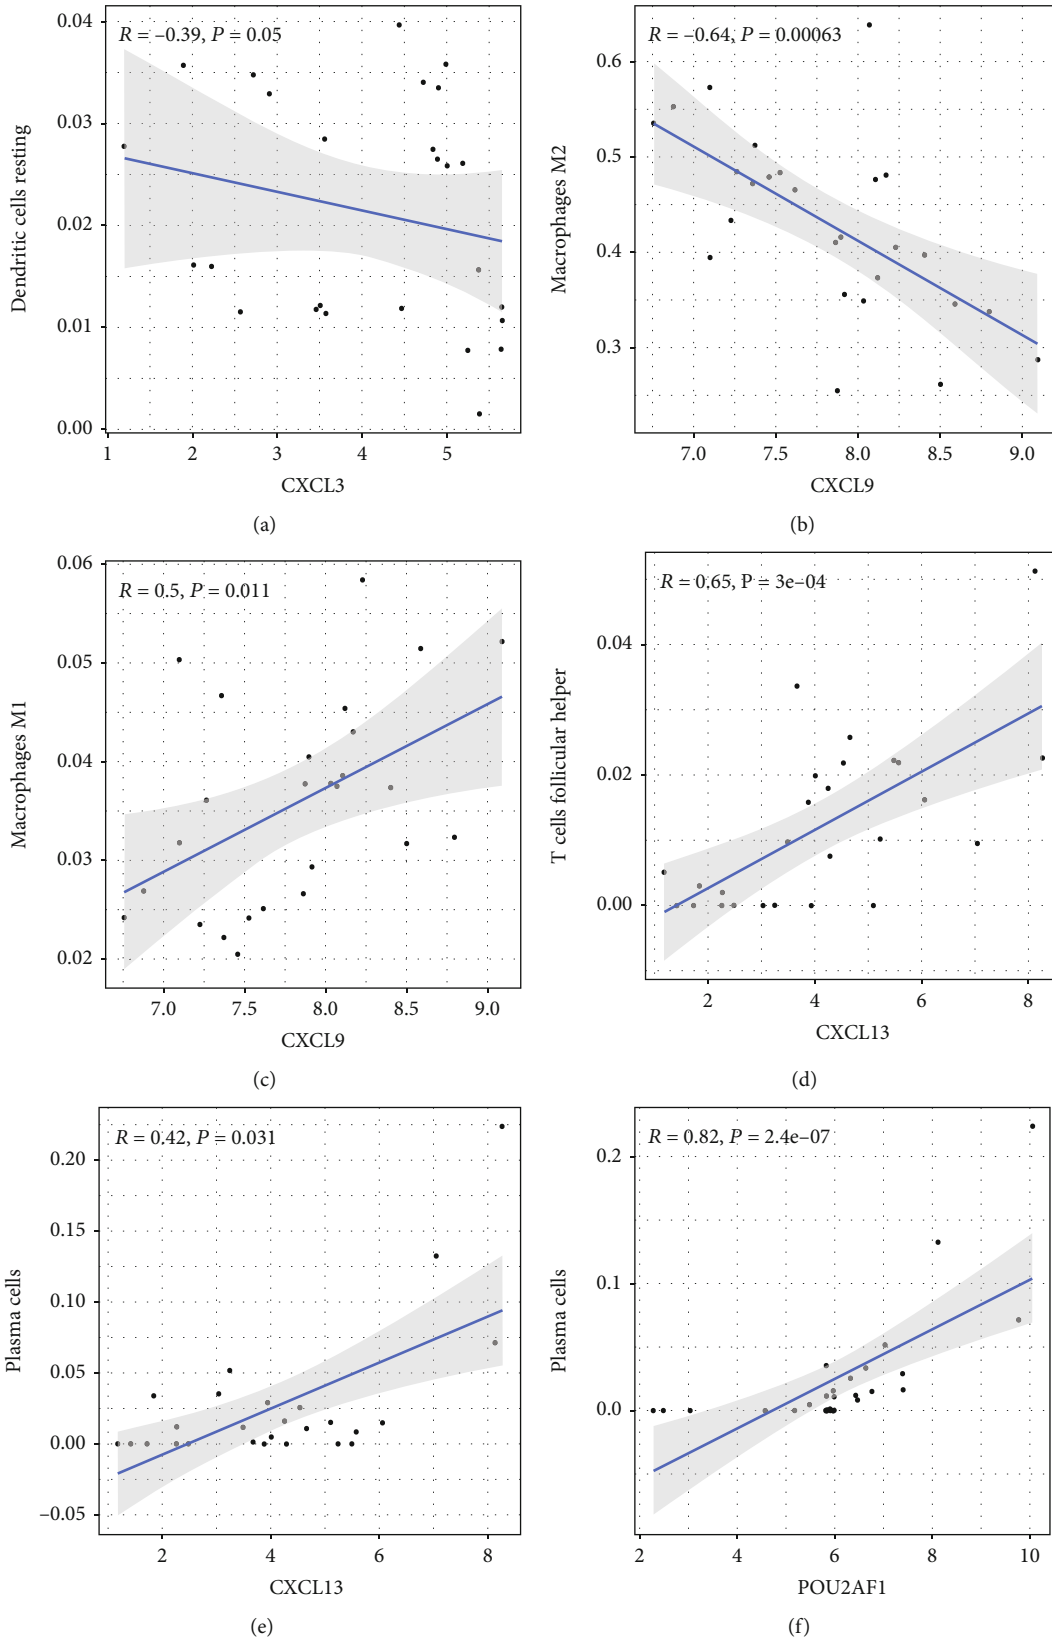 R = –0.39, P = 0.05
Dendritic cells resting
0.04
0.03
0.02
0.01
0.00
1 2 3 4 5
CXCL3
(a)
R = –0.64, P = 0.00063
Macrophages M2
0.6
0.5
0.4
0.3
7.0 7.5 8.0 8.5 9.0
CXCL9
(b)
R = 0.5, P = 0.011
Macrophages M1
0.06
0.05
0.04
0.03
0.02
7.0 7.5 8.0 8.5 9.0
CXCL9
(c)
R = 0.65, P = 3e–04
T cells follicular helper
0.04
0.02
0.00
2 4 6 8
CXCL13
(d)
R = 0.42, P = 0.031
Plasma cells
0.20
0.15
0.10
0.05
0.00
–0.05
2 4 6 8
CXCL13
(e)
R = 0.82, P = 2.4e–07
Plasma cells
0.2
0.1
0.0
2 4 6 8 10
POU2AF1
(f)